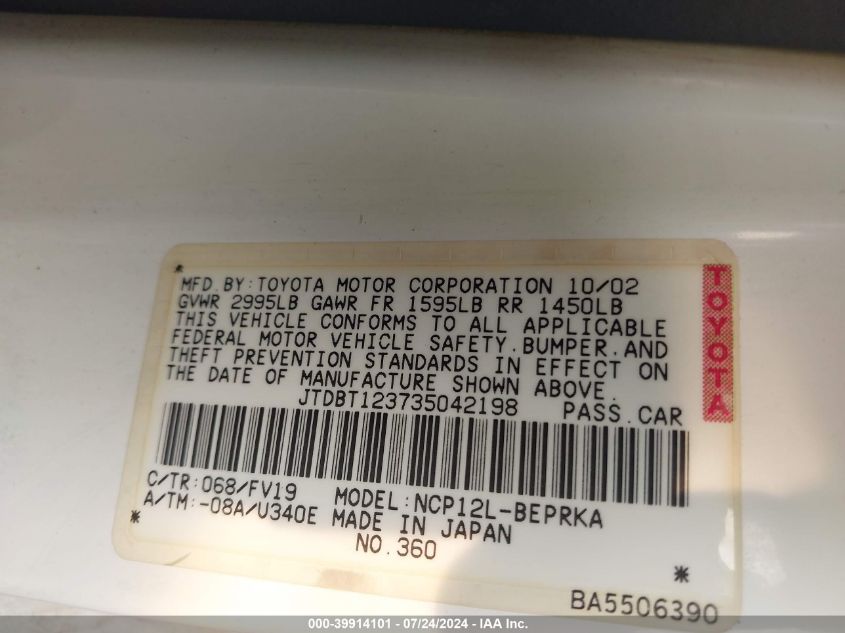 * MFD.BY:TOYOTA MOTOR CORPORATION 10/02
GVWR 2995LB GAWR FR 1595LB RR 1450LB
THIS VEHICLE CONFORMS TO ALL APPLICABLE
FEDERAL MOTOR VEHICLE SAFETY.BUMPER.AND
THEFT PREVENTION STANDARDS IN EFFECT ON
THE DATE OF MANUFACTURE SHOWN ABOVE.
JTDBT123735042198 PASS.CAR
TOYOTA
C/TR:068/FV19 MODEL:NCP12L-BEPRKA
A/TM:-08A/U340E MADE IN JAPAN
* NO.360 *
BA5506390
000-39914101 - 07/24/2024 - IAA, Inc.